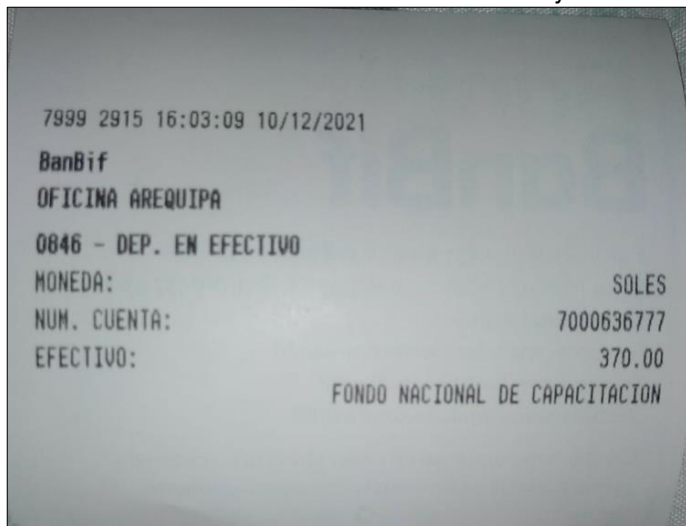 7999 2915 16:03:09 10/12/2021
BanBif
OFICINA AREQUIPA
0846 - DEP. EN EFECTIVO
MONEDA: SOLES
NUM. CUENTA: 7000636777
EFECTIVO: 370.00
FONDO NACIONAL DE CAPACITACION